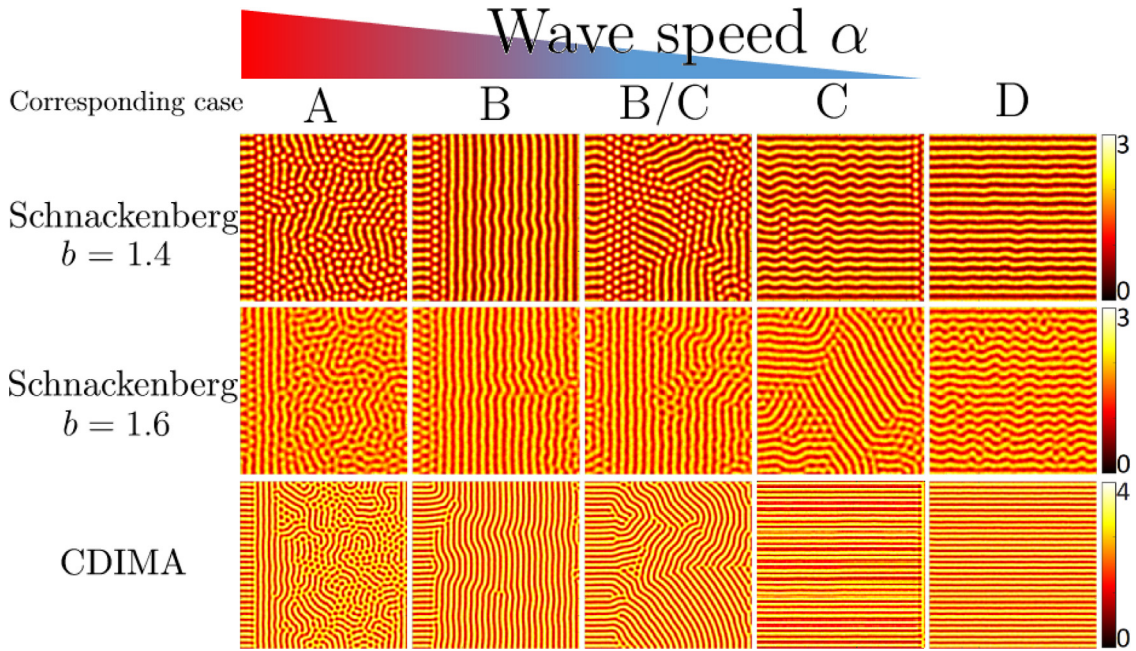 Wave speed α
Corresponding case A B B/C C D
Schnackenberg
b = 1.4
3
0
Schnackenberg
b = 1.6
3
0
CDIMA
4
0